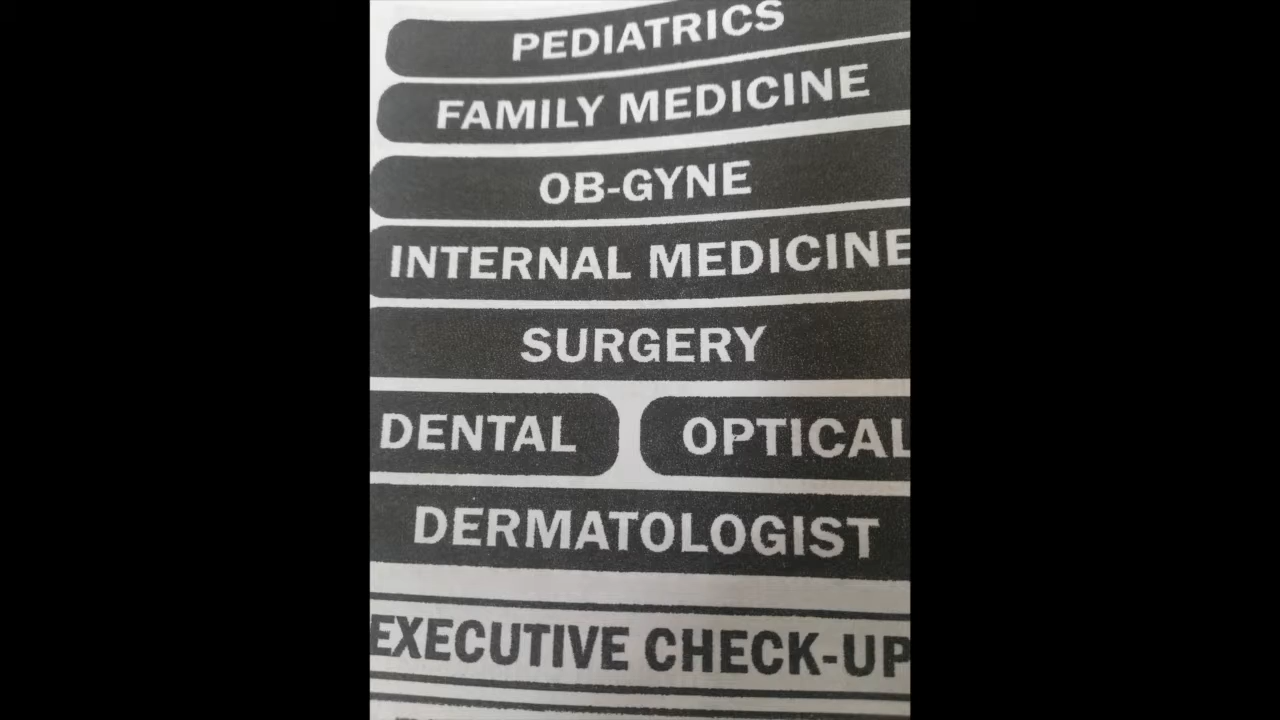 PEDIATRICS
FAMILY MEDICINE
OB-GYNE
INTERNAL MEDICINE
SURGERY
DENTAL OPTICAL
DERMATOLOGIST
EXECUTIVE CHECK-UP